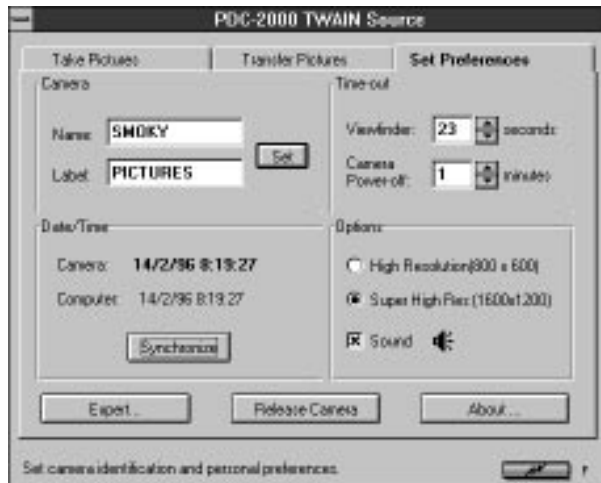 PDC-2000 TWAIN Source
Take Pictures
Transfer Pictures
Set Preferences
Camera
Name: SMOKY
Label: PICTURES
Set
Time-out
Viewfinder: 23 seconds
Camera Power-off: 1 minutes
Date/Time
Camera: 14/2/96 8:19:27
Computer: 14/2/96 8:19:27
Synchronize
Options
High Resolution(800 x 600)
Super High Res (1600x1200)
Sound
Expert...
Release Camera
About...
Set camera identification and personal preferences.